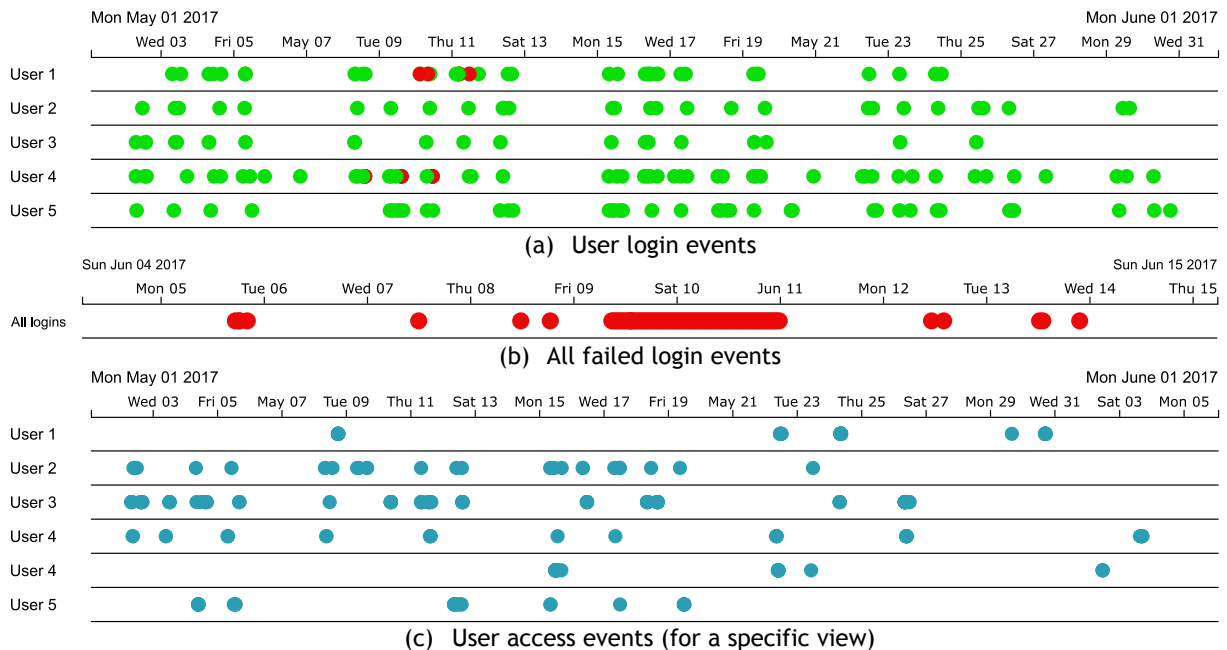 Mon May 01 2017 Mon June 01 2017
Wed 03 Fri 05 May 07 Tue 09 Thu 11 Sat 13 Mon 15 Wed 17 Fri 19 May 21 Tue 23 Thu 25 Sat 27 Mon 29 Wed 31
User 1
User 2
User 3
User 4
User 5
(a) User login events
Sun Jun 04 2017 Sun Jun 15 2017
Mon 05 Tue 06 Wed 07 Thu 08 Fri 09 Sat 10 Jun 11 Mon 12 Tue 13 Wed 14 Thu 15
All logins
(b) All failed login events
Mon May 01 2017 Mon June 01 2017
Wed 03 Fri 05 May 07 Tue 09 Thu 11 Sat 13 Mon 15 Wed 17 Fri 19 May 21 Tue 23 Thu 25 Sat 27 Mon 29 Wed 31 Sat 03 Mon 05
User 1
User 2
User 3
User 4
User 4
User 5
(c) User access events (for a specific view)